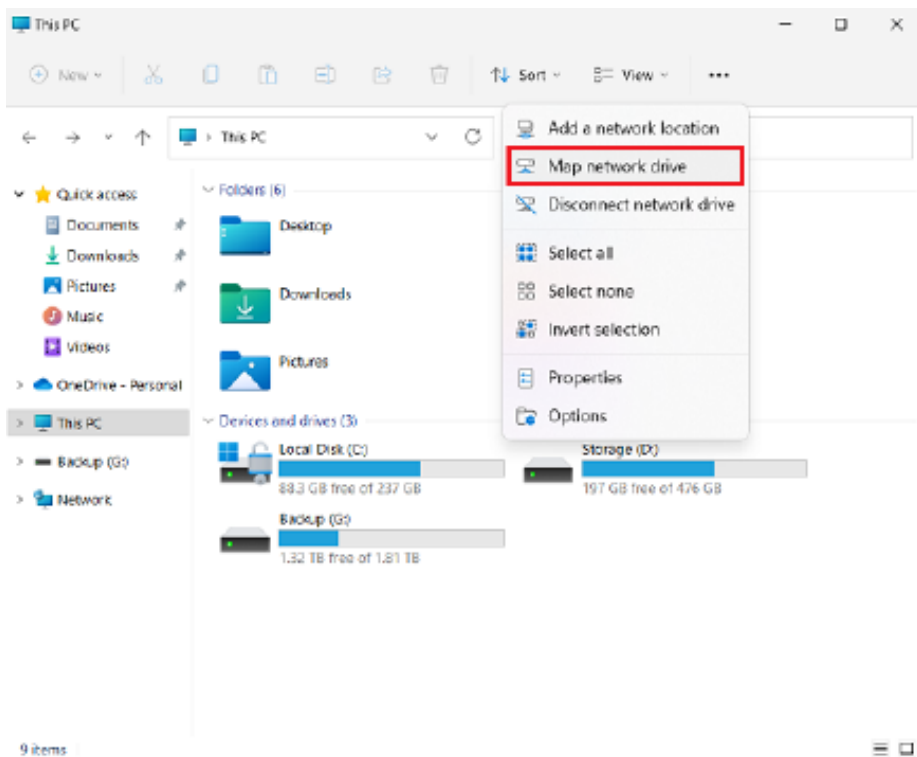 This PC
New
Sort
View
This PC
Add a network location
Map network drive
Disconnect network drive
Select all
Select none
Invert selection
Properties
Options
Quick access
Documents
Downloads
Pictures
Music
Videos
OneDrive - Personal
This PC
Backup (G:)
Network
Folders (6)
Desktop
Downloads
Pictures
Devices and drives (3)
Local Disk (C:)
88.3 GB free of 237 GB
Storage (D:)
197 GB free of 476 GB
Backup (G:)
1.32 TB free of 1.81 TB
9 items